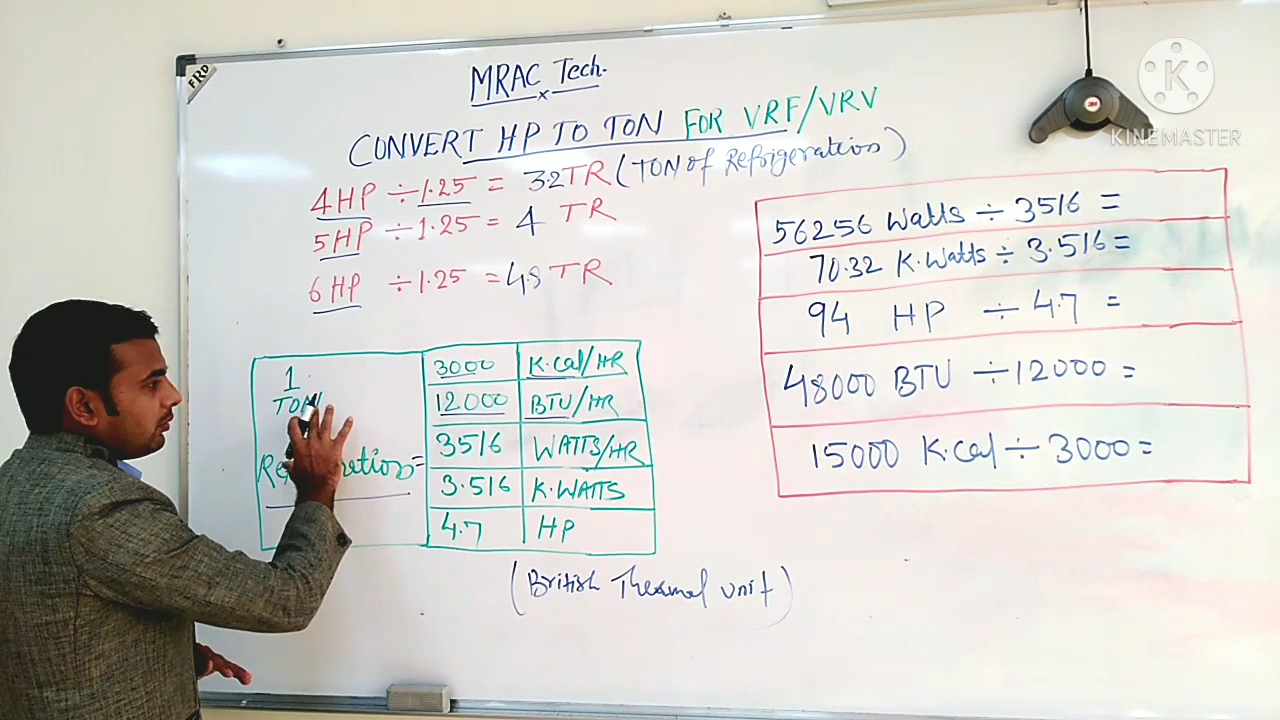 FRD
MRAC Tech.
CONVERT HP TO TON FOR VRF/VRV
4HP ÷ 1.25 = 3.2TR (TON of Refrigeration)
5HP ÷ 1.25 = 4 TR
6HP ÷ 1.25 = 4.8 TR
1
TON
=
3000 K.Cal/HR
12000 BTU/HR
3516 WATTS/HR
3.516 K.WATTS
4.7 HP
(British Thermal unit)
56256 Watts ÷ 3516 =
70.32 K.Watts ÷ 3.516 =
94 HP ÷ 4.7 =
48000 BTU ÷ 12000 =
15000 K.Cal ÷ 3000 =
3M
K
KINEMASTER